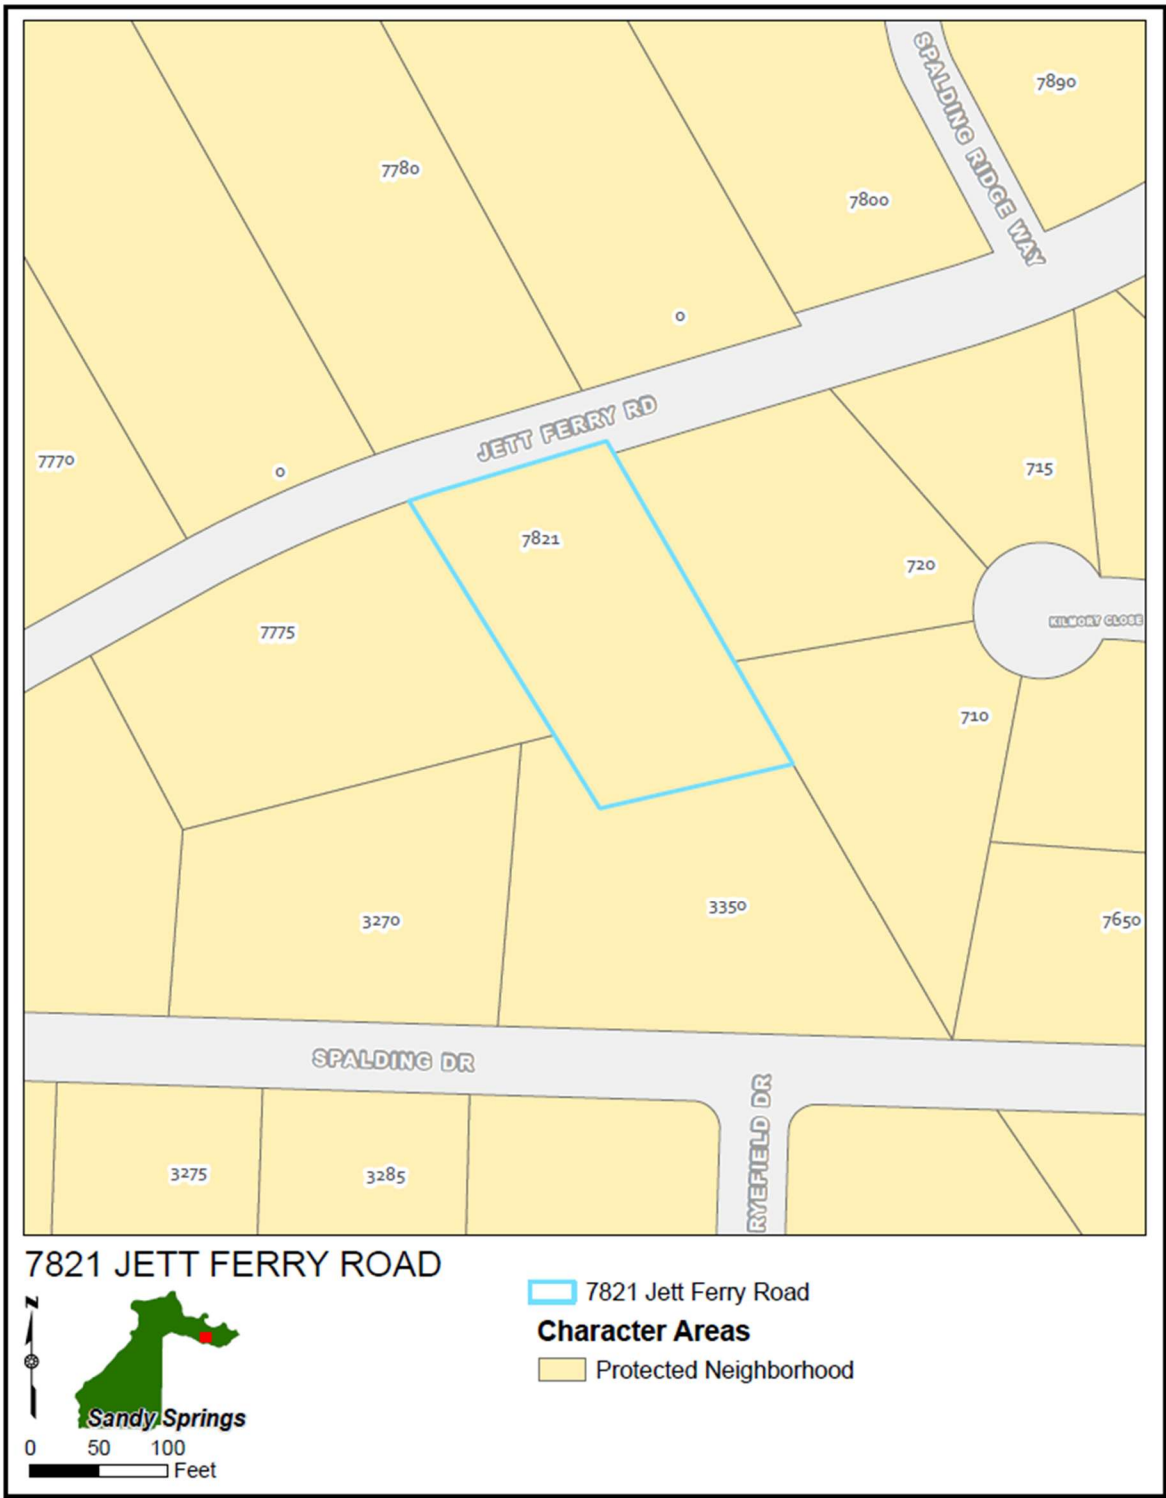 SPALDING RIDGE WAY
7890
7780
7800
0
JETT FERRY RD
7770
0
715
7821
720
7775
KILMORY CLOSE
710
3270
3350
7650
SPALDING DR
RYEFIELD DR
3275
3285
7821 JETT FERRY ROAD
7821 Jett Ferry Road
N
Character Areas
Protected Neighborhood
Sandy Springs
0 50 100
Feet